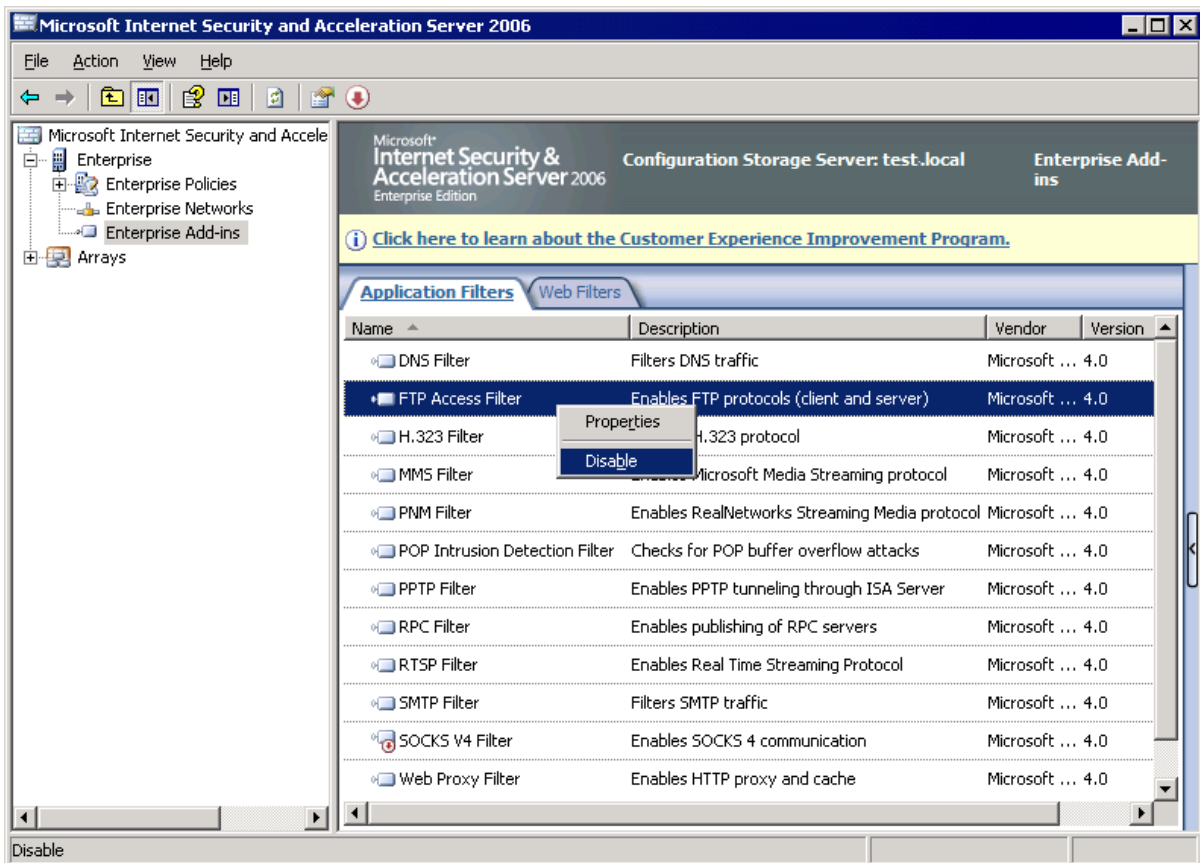 Microsoft Internet Security and Acceleration Server 2006
File Action View Help
Microsoft Internet Security and Accele
Enterprise
Enterprise Policies
Enterprise Networks
Enterprise Add-ins
Arrays
Microsoft
Internet Security &
Acceleration Server 2006
Enterprise Edition
Configuration Storage Server: test.local
Enterprise Add-
ins
Click here to learn about the Customer Experience Improvement Program.
Application Filters Web Filters
Name Description Vendor Version
DNS Filter Filters DNS traffic Microsoft ... 4.0
FTP Access Filter Enables FTP protocols (client and server) Microsoft ... 4.0
Properties
H.323 Filter H.323 protocol Microsoft ... 4.0
Disable
MMS Filter Enables Microsoft Media Streaming protocol Microsoft ... 4.0
PNM Filter Enables RealNetworks Streaming Media protocol Microsoft ... 4.0
POP Intrusion Detection Filter Checks for POP buffer overflow attacks Microsoft ... 4.0
PPTP Filter Enables PPTP tunneling through ISA Server Microsoft ... 4.0
RPC Filter Enables publishing of RPC servers Microsoft ... 4.0
RTSP Filter Enables Real Time Streaming Protocol Microsoft ... 4.0
SMTP Filter Filters SMTP traffic Microsoft ... 4.0
SOCKS V4 Filter Enables SOCKS 4 communication Microsoft ... 4.0
Web Proxy Filter Enables HTTP proxy and cache Microsoft ... 4.0
Disable